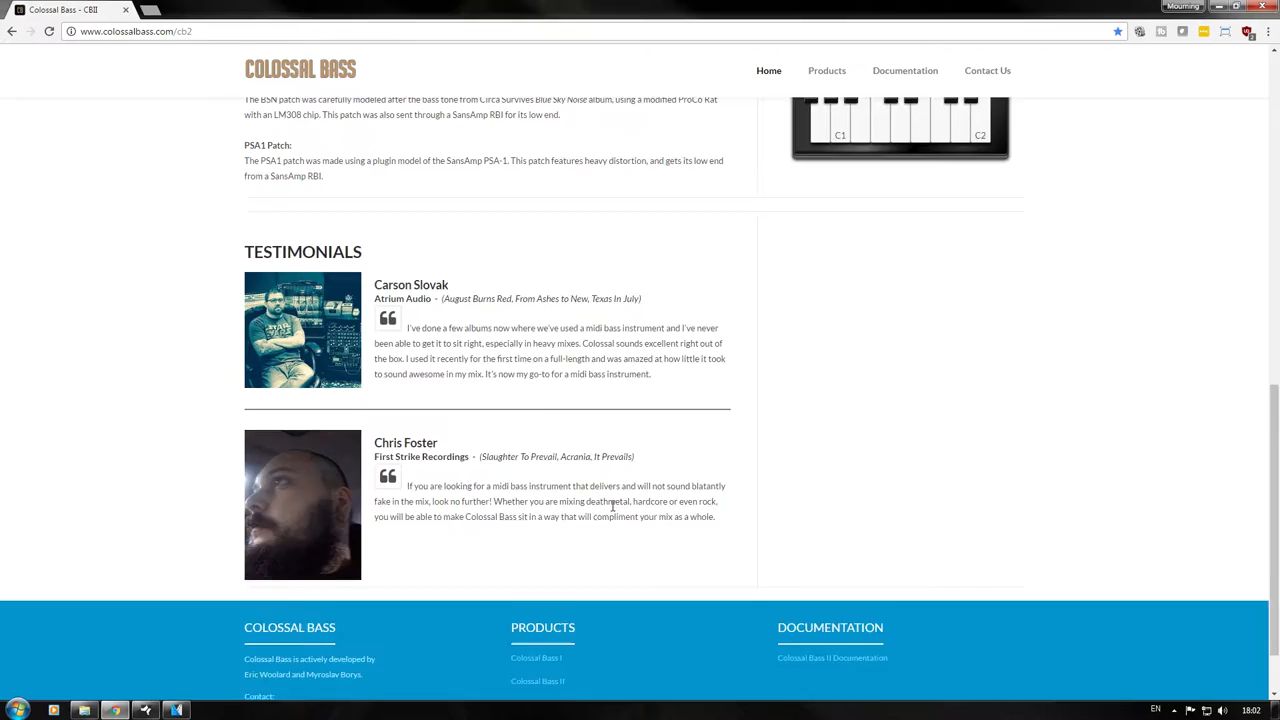 Colossal Bass - CBII
Mourning
www.colossalbass.com/cb2
COLOSSAL BASS
Home
Products
Documentation
Contact Us
The BSN patch was carefully modeled after the bass tone from Circa Survives Blue Sky Noise album, using a modified ProCo Rat
with an LM308 chip. This patch was also sent through a SansAmp RBI for its low end.
C1
C2
PSA1 Patch:
The PSA1 patch was made using a plugin model of the SansAmp PSA-1. This patch features heavy distortion, and gets its low end
from a SansAmp RBI.
TESTIMONIALS
Carson Slovak
Atrium Audio - (August Burns Red, From Ashes to New, Texas In July)
I've done a few albums now where we've used a midi bass instrument and I've never
been able to get it to sit right, especially in heavy mixes. Colossal sounds excellent right out of
the box. I used it recently for the first time on a full-length and was amazed at how little it took
to sound awesome in my mix. It's now my go-to for a midi bass instrument.
Chris Foster
First Strike Recordings - (Slaughter To Prevail, Acrania, It Prevails)
If you are looking for a midi bass instrument that delivers and will not sound blatantly
fake in the mix, look no further! Whether you are mixing deathmetal, hardcore or even rock,
you will be able to make Colossal Bass sit in a way that will compliment your mix as a whole.
COLOSSAL BASS
Colossal Bass is actively developed by
Eric Woolard and Myroslav Borys.
Contact:
PRODUCTS
Colossal Bass I
Colossal Bass II
DOCUMENTATION
Colossal Bass II Documentation
EN
18:02